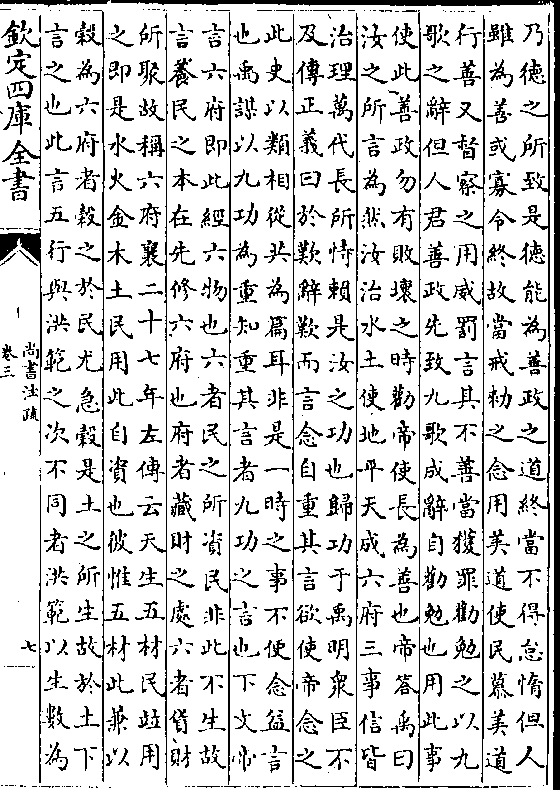 乃德之所致是德能為善政之道終當不得怠惰但人
雖為善或寡令終故當戒勑之念用美道使民慕美道
行善又督察之用威罰言其不善當獲罪勸勉之以九
歌之辭但人君善政先致九歌成辭自勸勉也用此事
使此善政勿有敗壞之時勸帝使長為善也帝答禹曰
汝之所言為然汝治水土使地平天成六府三事信皆
治理萬代長所恃賴是汝之功也歸功于禹明衆臣不
及傳正義曰於歎辭歎而言念自重其言欲使帝念之
此史以類相從共為篇耳非是一時之事不使念益言
也禹謀以九功為重知重其言者九功之言也下文帝
言六府即此經六物也六者民之所資民非此不生故
言養民之本在先修六府也府者藏財之處六者貨財
所聚故稱六府襄二十七年左傳云天生五材民並用
之即是水火金木土民用此自資也彼惟五材此兼以
穀為六府者穀之於民尤急穀是土之所生故於土下
言之也此言五行與洪範之次不同者洪範以生數為
欽定四庫全書
尚書注疏
卷三
七